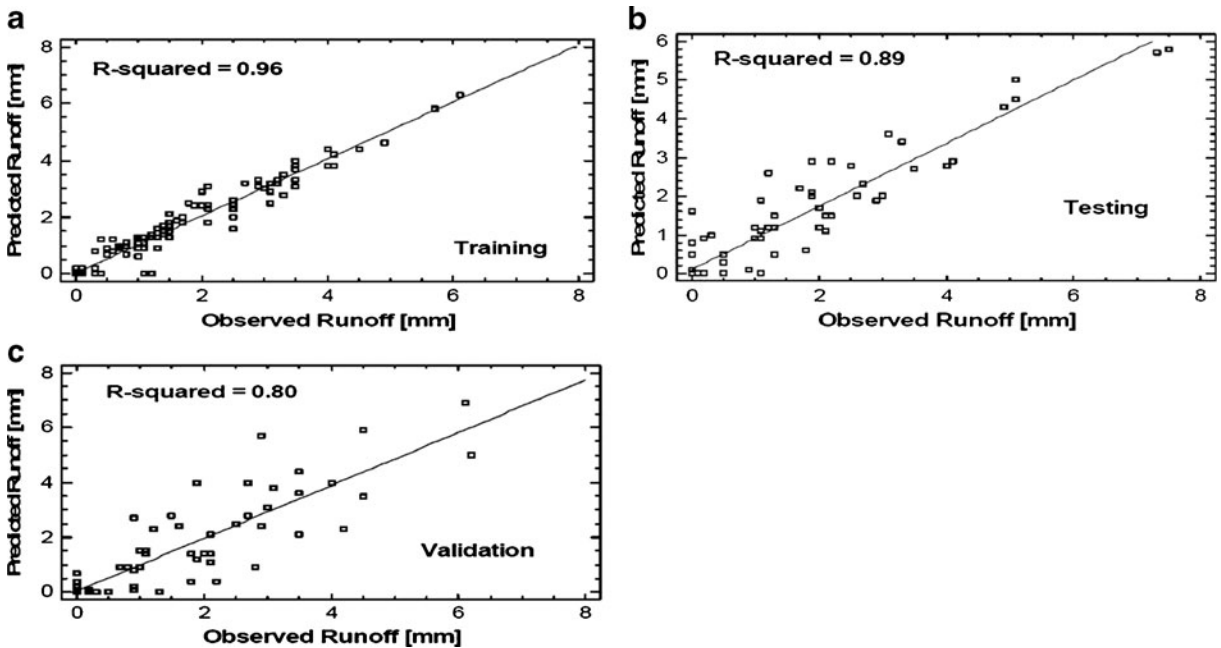 a
Predicted Runoff [mm]
8
6
4
2
0
R-squared = 0.96
Training
0 2 4 6 8
Observed Runoff [mm]
b
Predicted Runoff [mm]
6
5
4
3
2
1
0
R-squared = 0.89
Testing
0 2 4 6 8
Observed Runoff [mm]
c
Predicted Runoff [mm]
8
6
4
2
0
R-squared = 0.80
Validation
0 2 4 6 8
Observed Runoff [mm]